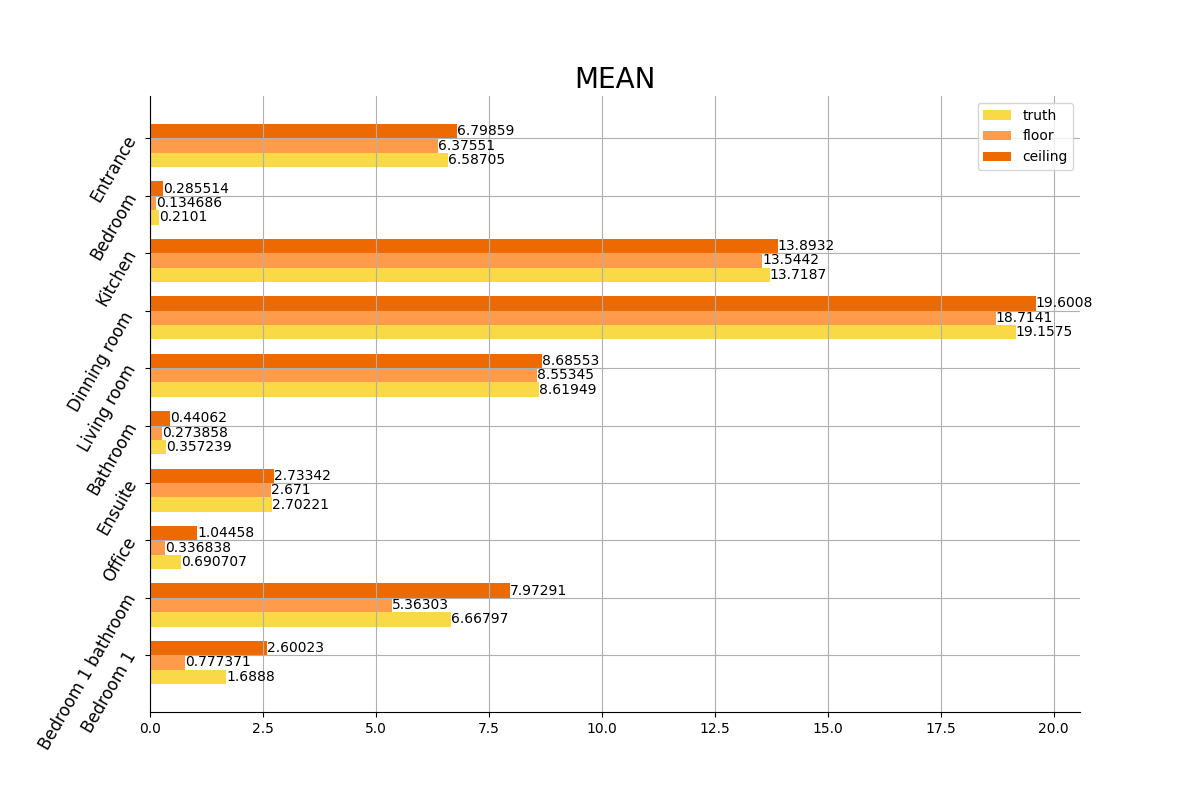 MEAN
truth
floor
ceiling
Entrance
6.79859
6.37551
6.58705
Bedroom
0.285514
0.134686
0.2101
Kitchen
13.8932
13.5442
13.7187
Dinning room
19.6008
18.7141
19.1575
Living room
8.68553
8.55345
8.61949
Bathroom
0.44062
0.273858
0.357239
Ensuite
2.73342
2.671
2.70221
Office
1.04458
0.336838
0.690707
Bedroom 1 bathroom
7.97291
5.36303
6.66797
Bedroom 1
2.60023
0.777371
1.6888
0.0 2.5 5.0 7.5 10.0 12.5 15.0 17.5 20.0